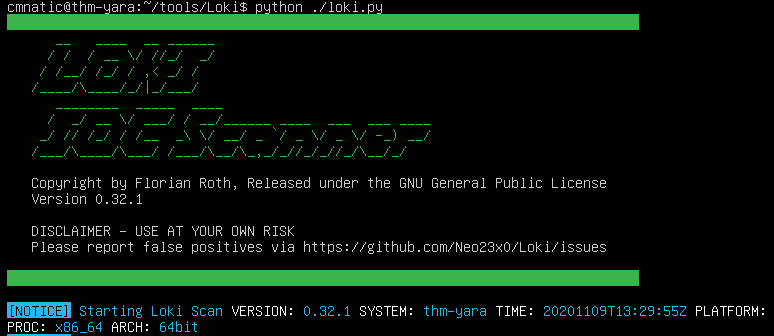 cmnatic@thm-yara:~/tools/Loki$ python ./loki.py
LOKI
IOC-Scanner
Copyright by Florian Roth, Released under the GNU General Public License
Version 0.32.1
DISCLAIMER - USE AT YOUR OWN RISK
Please report false positives via https://github.com/Neo23x0/Loki/issues
[NOTICE] Starting Loki Scan VERSION: 0.32.1 SYSTEM: thm-yara TIME: 20201109T13:29:55Z PLATFORM:
PROC: x86_64 ARCH: 64bit